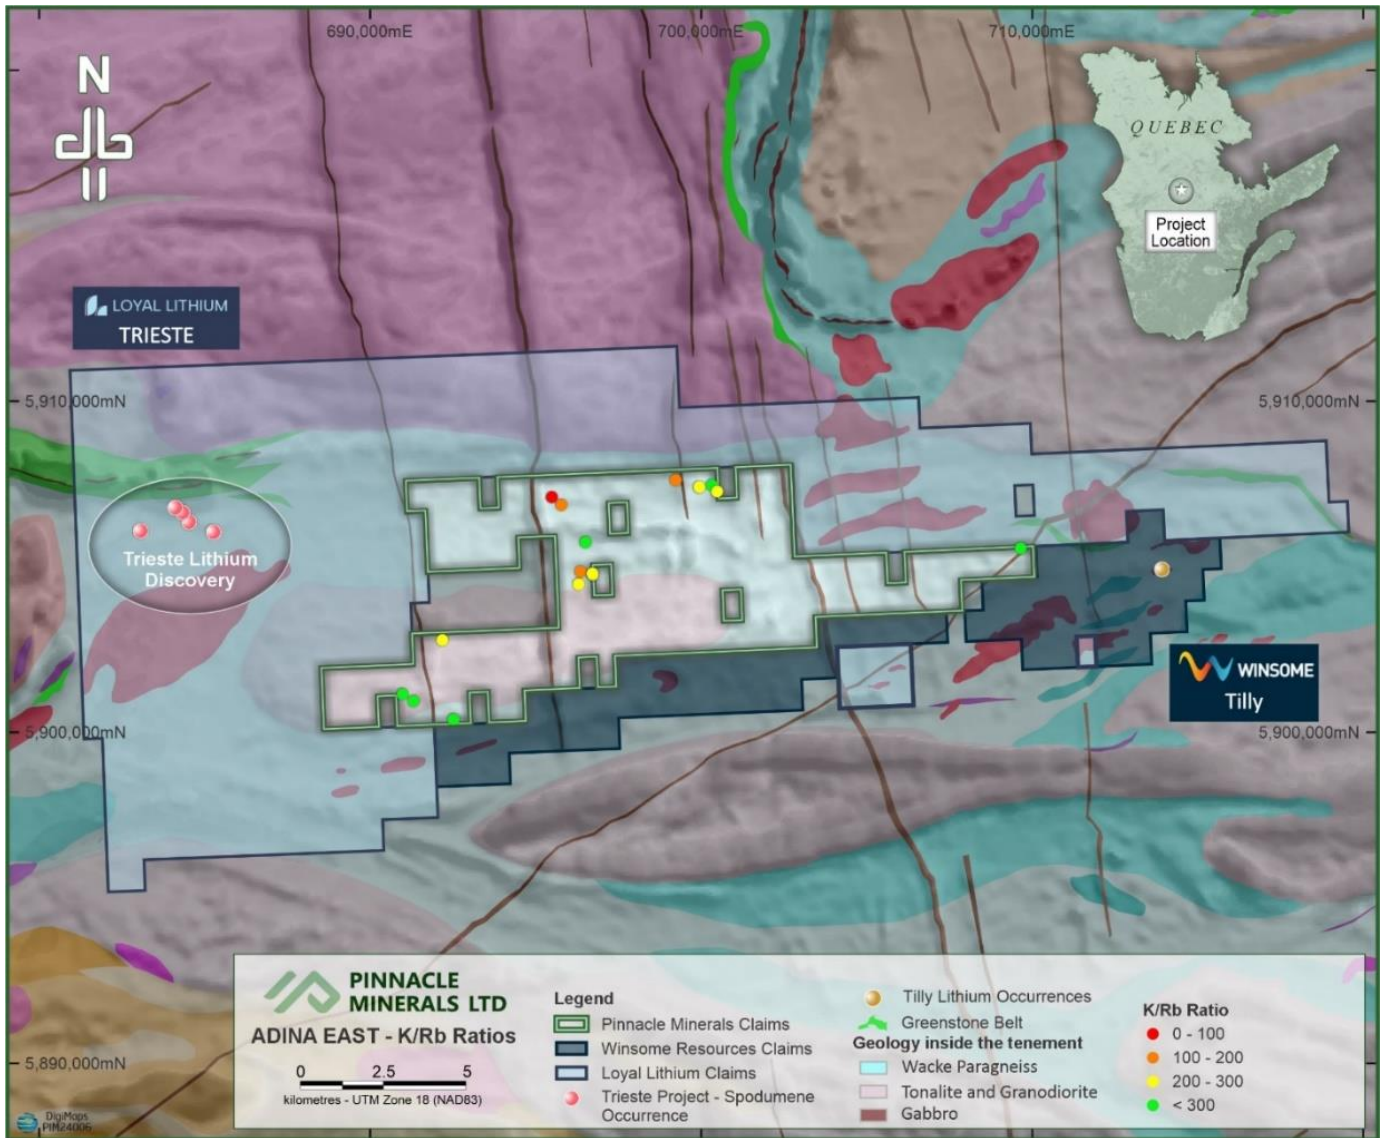 690,000mE
700,000mE
710,000mE
N
QUEBEC
Project
Location
LOYAL LITHIUM
TRIESTE
5,910,000mN
5,910,000mN
Trieste Lithium
Discovery
WINSOME
Tilly
5,900,000mN
5,900,000mN
5,890,000mN
PINNACLE
MINERALS LTD
ADINA EAST - K/Rb Ratios
0 2.5 5
kilometres - UTM Zone 18 (NAD83)
Legend
Pinnacle Minerals Claims
Winsome Resources Claims
Loyal Lithium Claims
Trieste Project - Spodumene
Occurrence
Tilly Lithium Occurrences
Greenstone Belt
Geology inside the tenement
Wacke Paragneiss
Tonalite and Granodiorite
Gabbro
K/Rb Ratio
0 - 100
100 - 200
200 - 300
< 300
DigiMaps
PIM24006